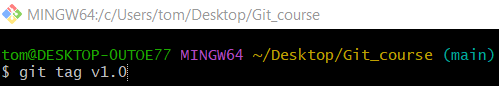 MINGW64:/c/Users/tom/Desktop/Git_course
tom@DESKTOP-OUTOE77 MINGW64 ~/Desktop/Git_course (main)
$ git tag v1.0